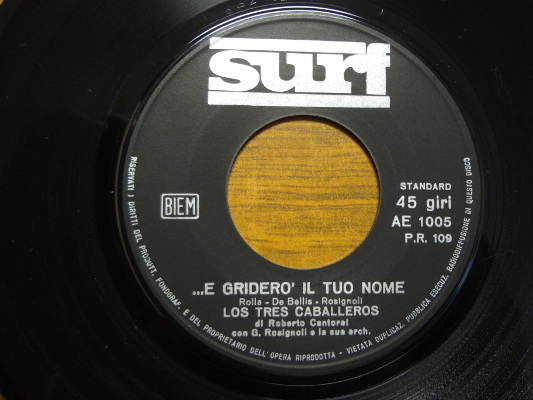 surf
BIEM
STANDARD
45 giri
AE 1005
P.R. 109
...E GRIDERO' IL TUO NOME
Rolla - De Bellis - Rosignoli
LOS TRES CABALLEROS
di Roberto Cantoral
con G. Rosignoli e la sua orch.
RISERVATI I DIRITTI DEL PRODUTT. FONOGRAF. E DEL PROPRIETARIO DELL'OPERA RIPRODOTTA - VIETATA DUPLICAZ. PUBBLICA ESECUZ. RADIODIFFUSIONE DI QUESTO DISCO